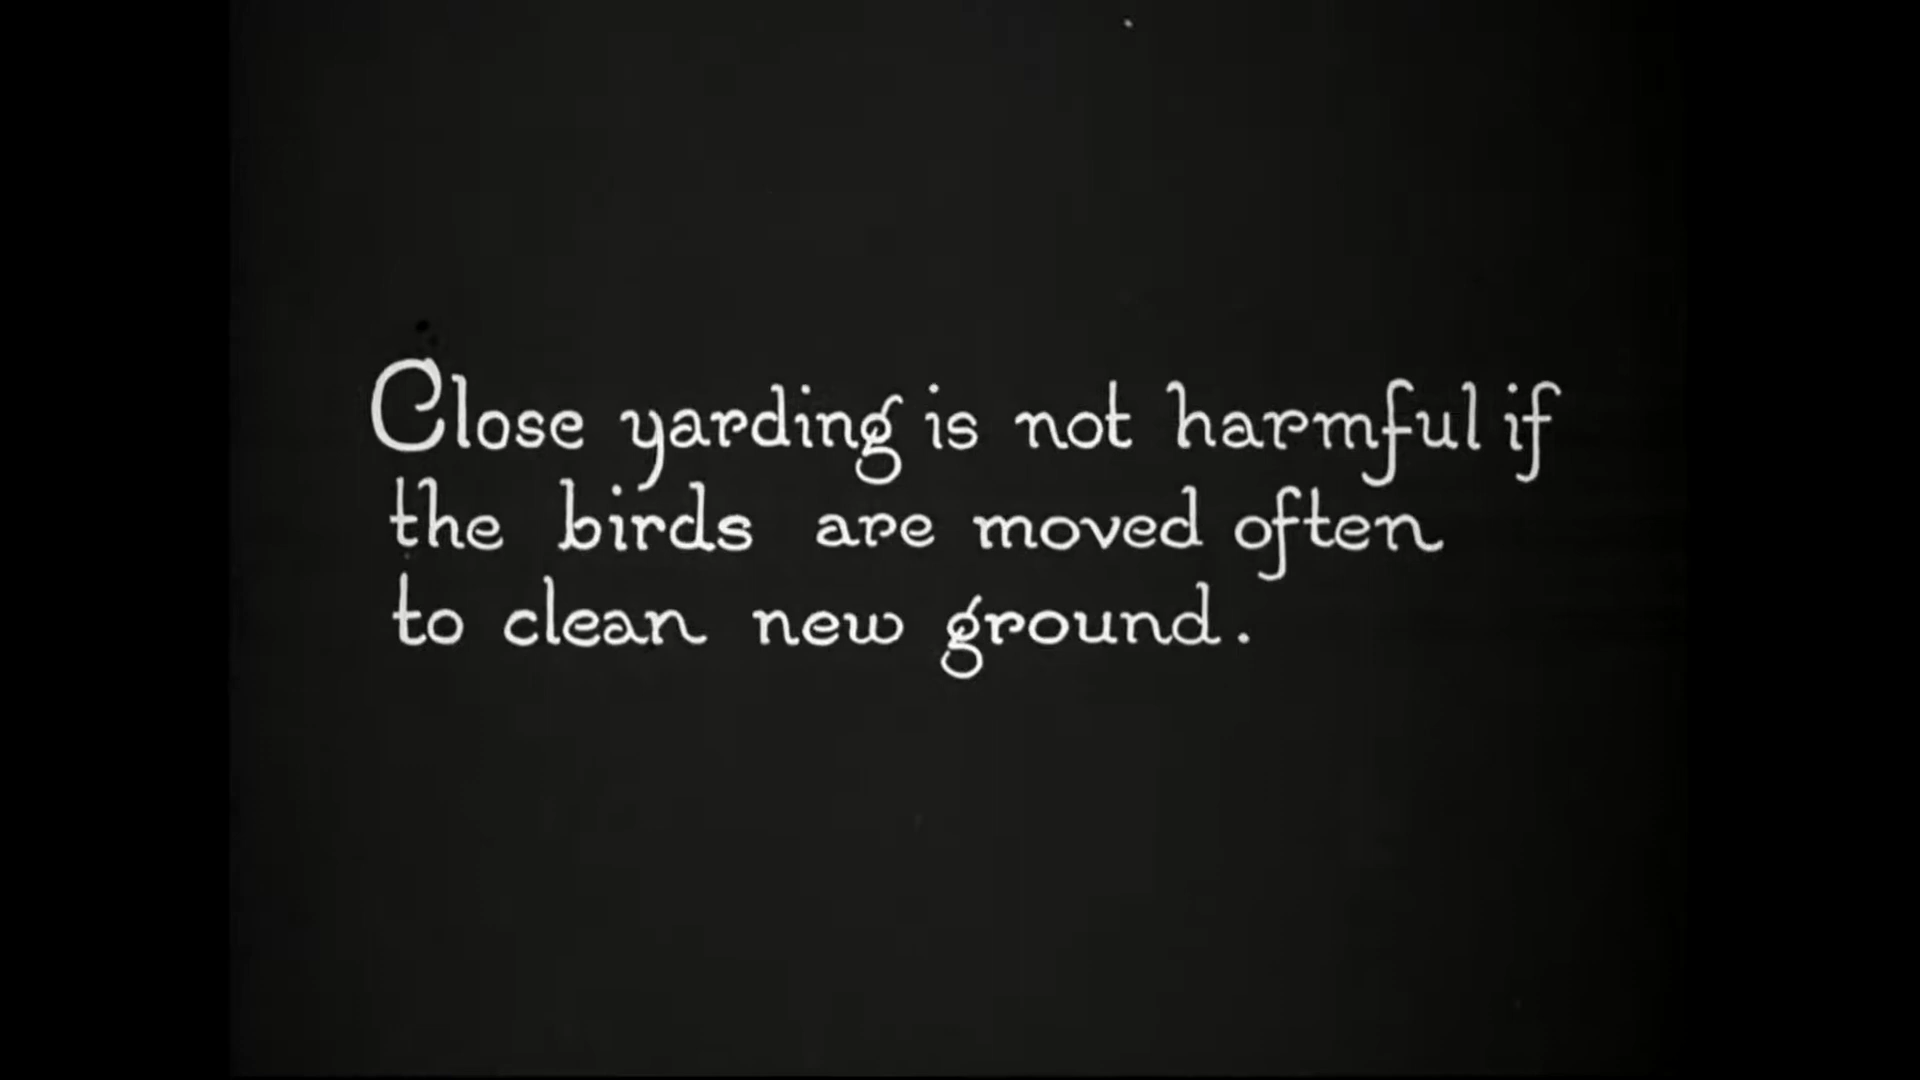 Close yarding is not harmful if
the birds are moved often
to clean new ground.